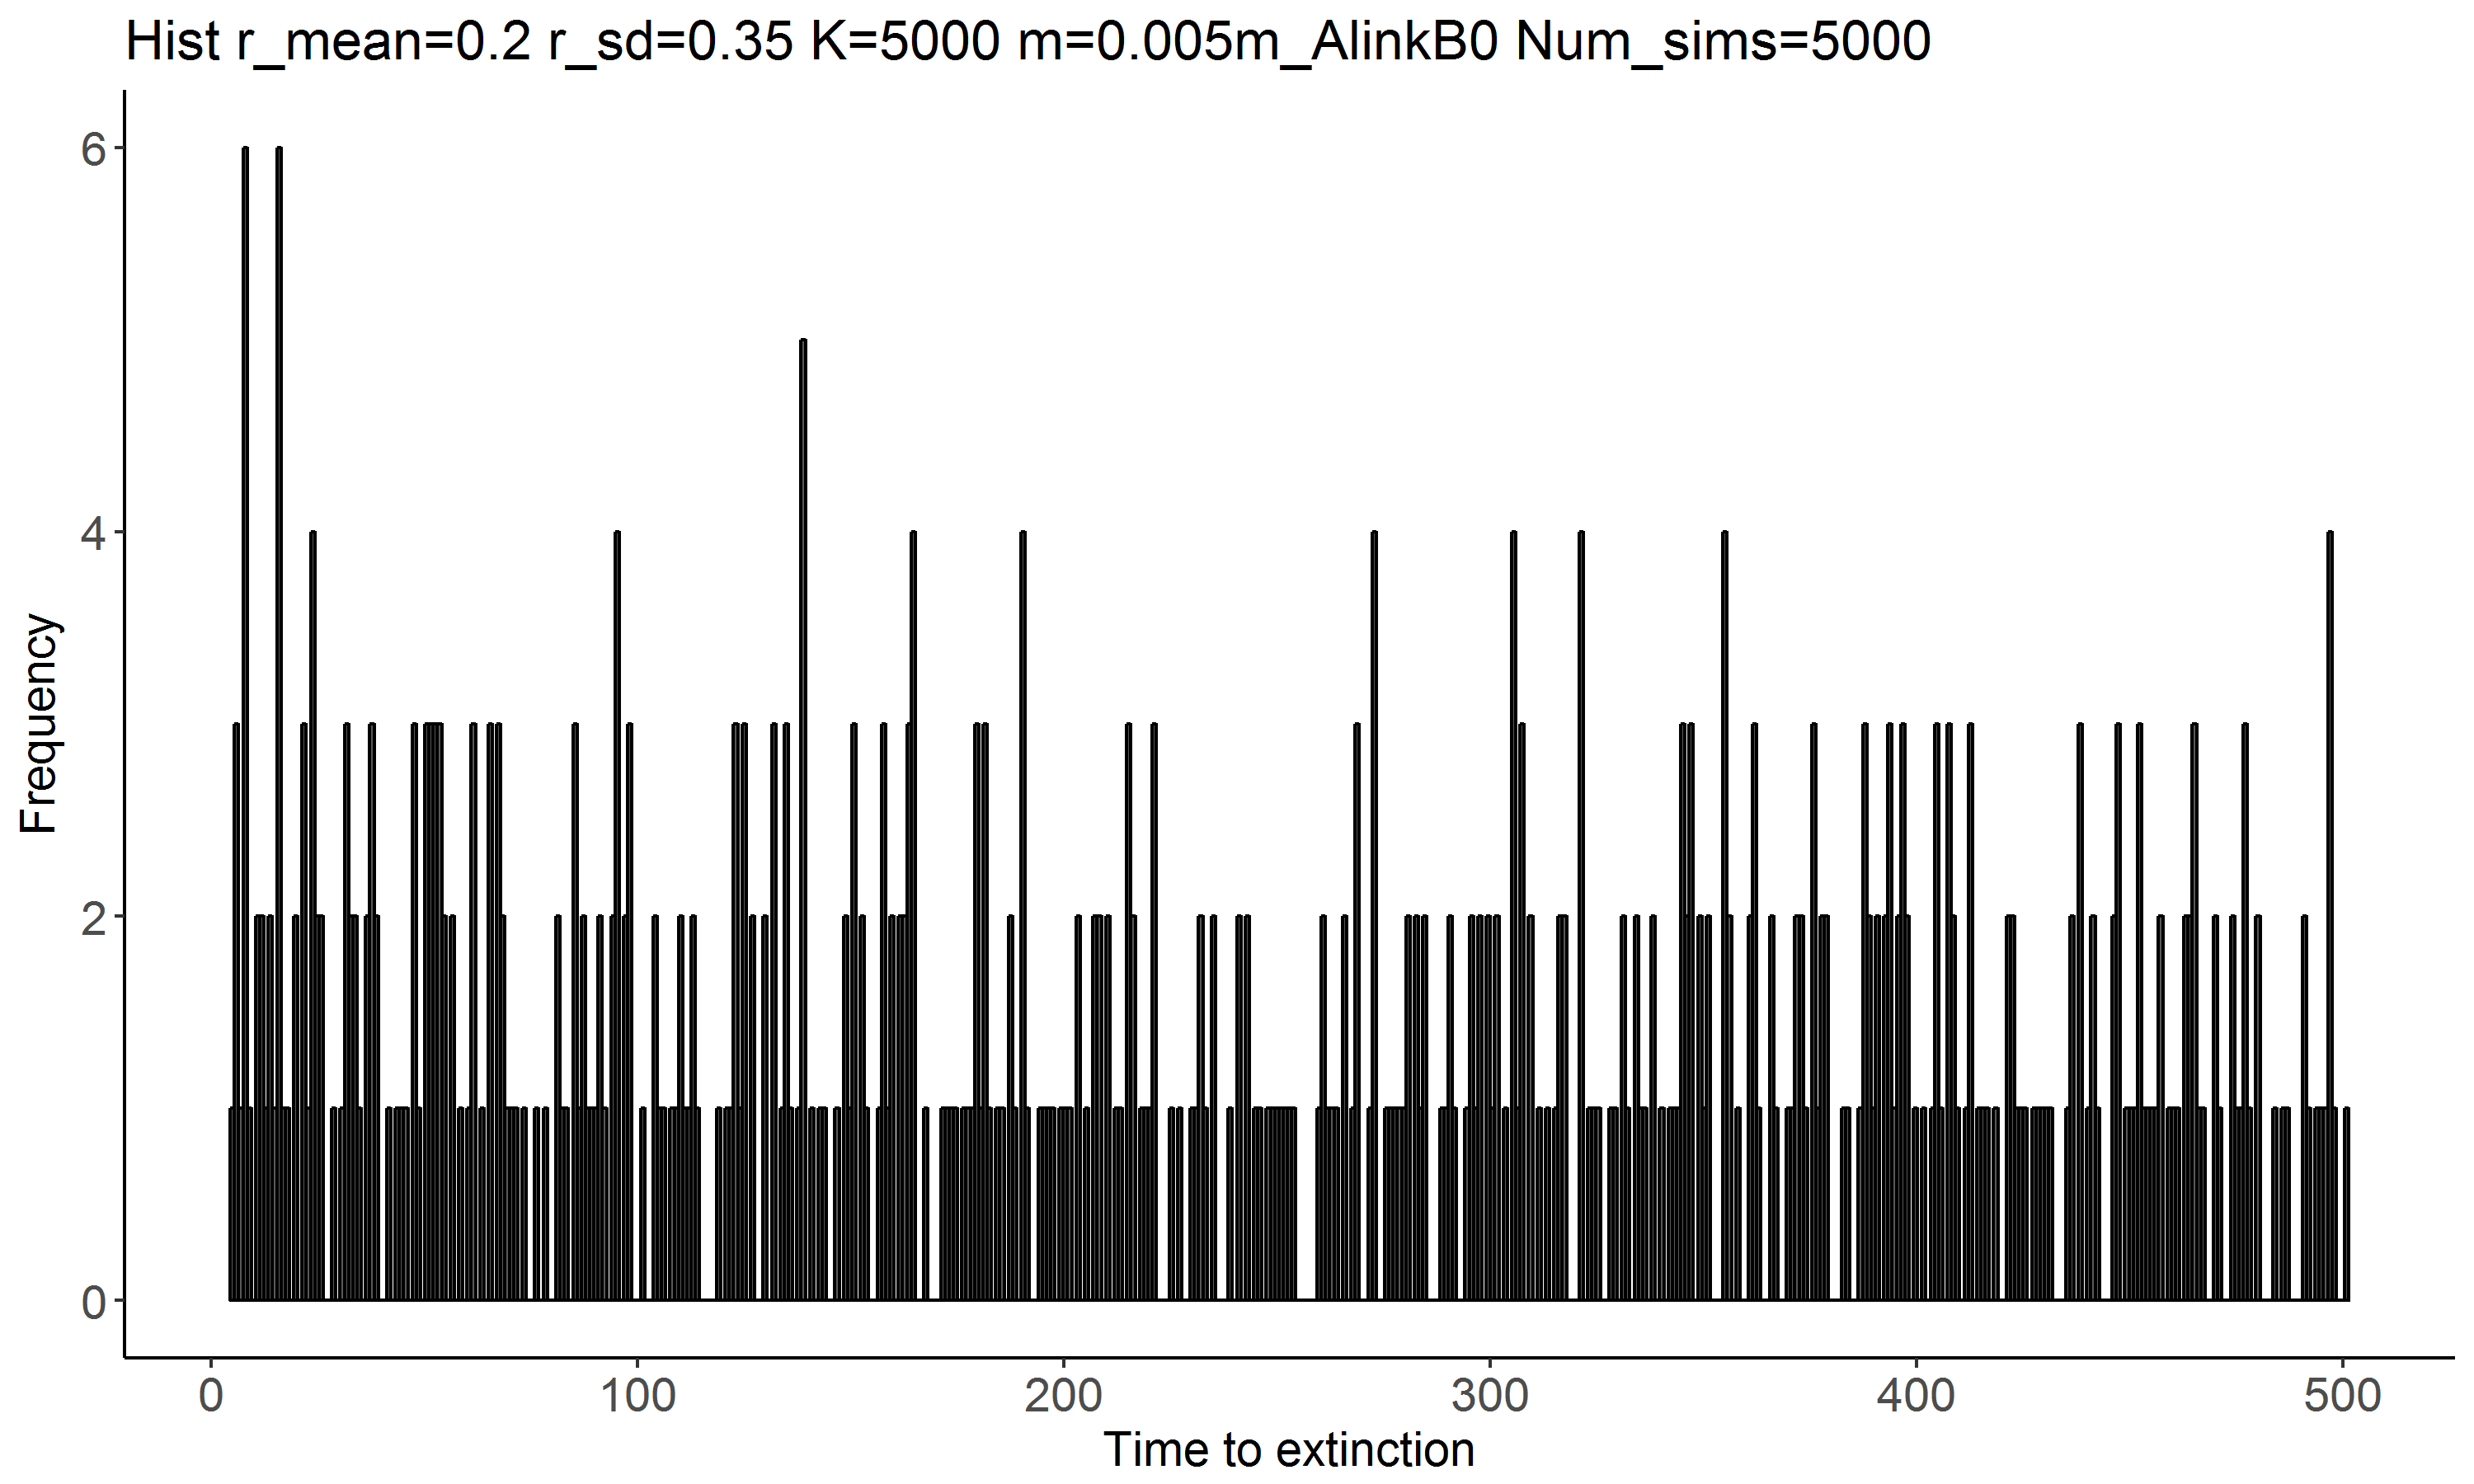 Hist r_mean=0.2 r_sd=0.35 K=5000 m=0.005m_AlinkB0 Num_sims=5000
6
4
2
0
Frequency
0 100 200 300 400 500
Time to extinction